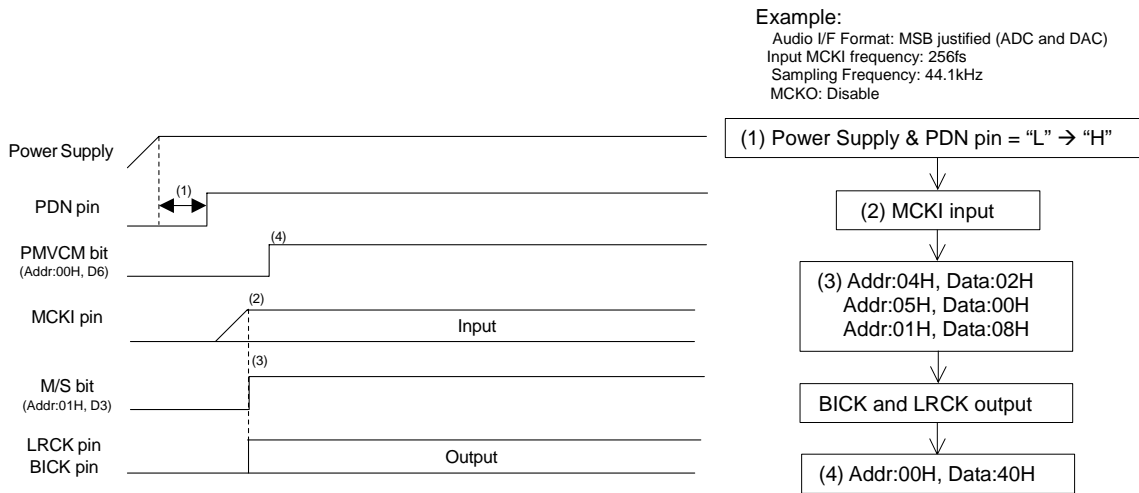 Example:
Audio I/F Format: MSB justified (ADC and DAC)
Input MCKI frequency: 256fs
Sampling Frequency: 44.1kHz
MCKO: Disable
Power Supply
(1)
PDN pin
PMVCM bit
(Addr:00H, D6)
(4)
MCKI pin
(2)
Input
M/S bit
(Addr:01H, D3)
(3)
LRCK pin
BICK pin
Output
(1) Power Supply & PDN pin = “L” → “H”
(2) MCKI input
(3) Addr:04H, Data:02H
Addr:05H, Data:00H
Addr:01H, Data:08H
BICK and LRCK output
(4) Addr:00H, Data:40H